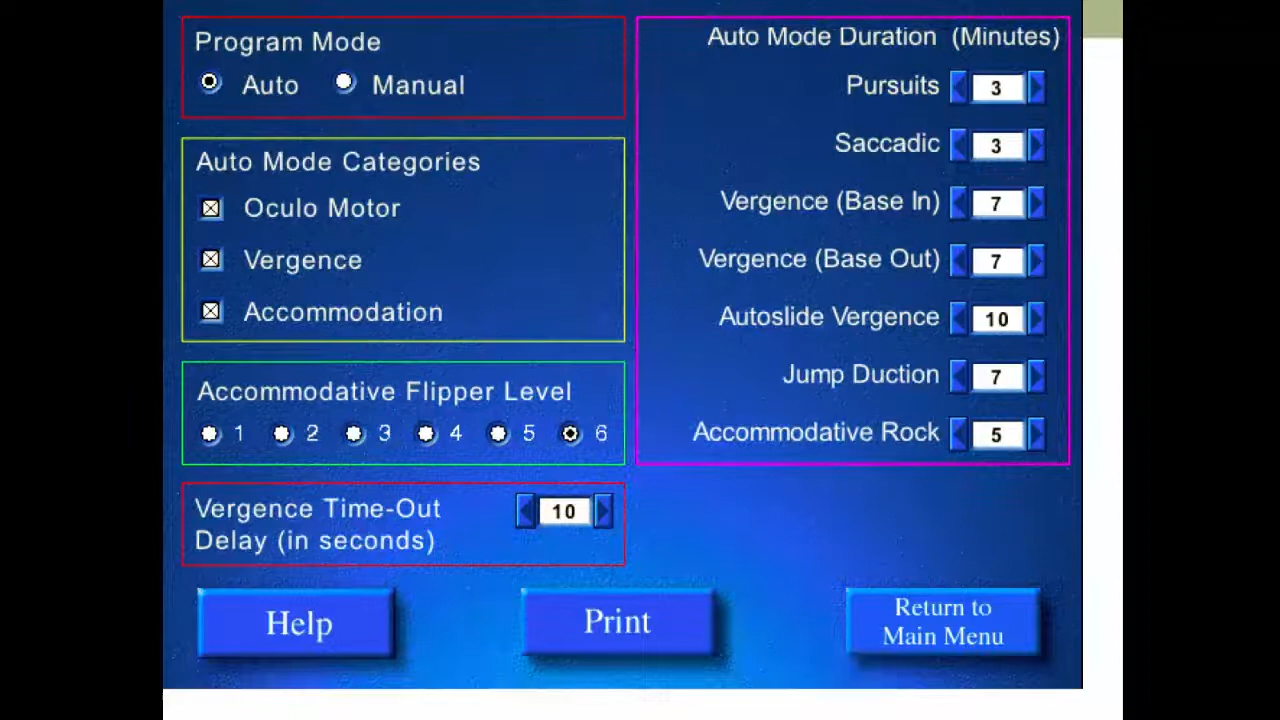 Program Mode
Auto Manual
Auto Mode Categories
Oculo Motor
Vergence
Accommodation
Accommodative Flipper Level
1 2 3 4 5 6
Vergence Time-Out 10
Delay (in seconds)
Auto Mode Duration (Minutes)
Pursuits 3
Saccadic 3
Vergence (Base In) 7
Vergence (Base Out) 7
Autoslide Vergence 10
Jump Duction 7
Accommodative Rock 5
Help
Print
Return to
Main Menu